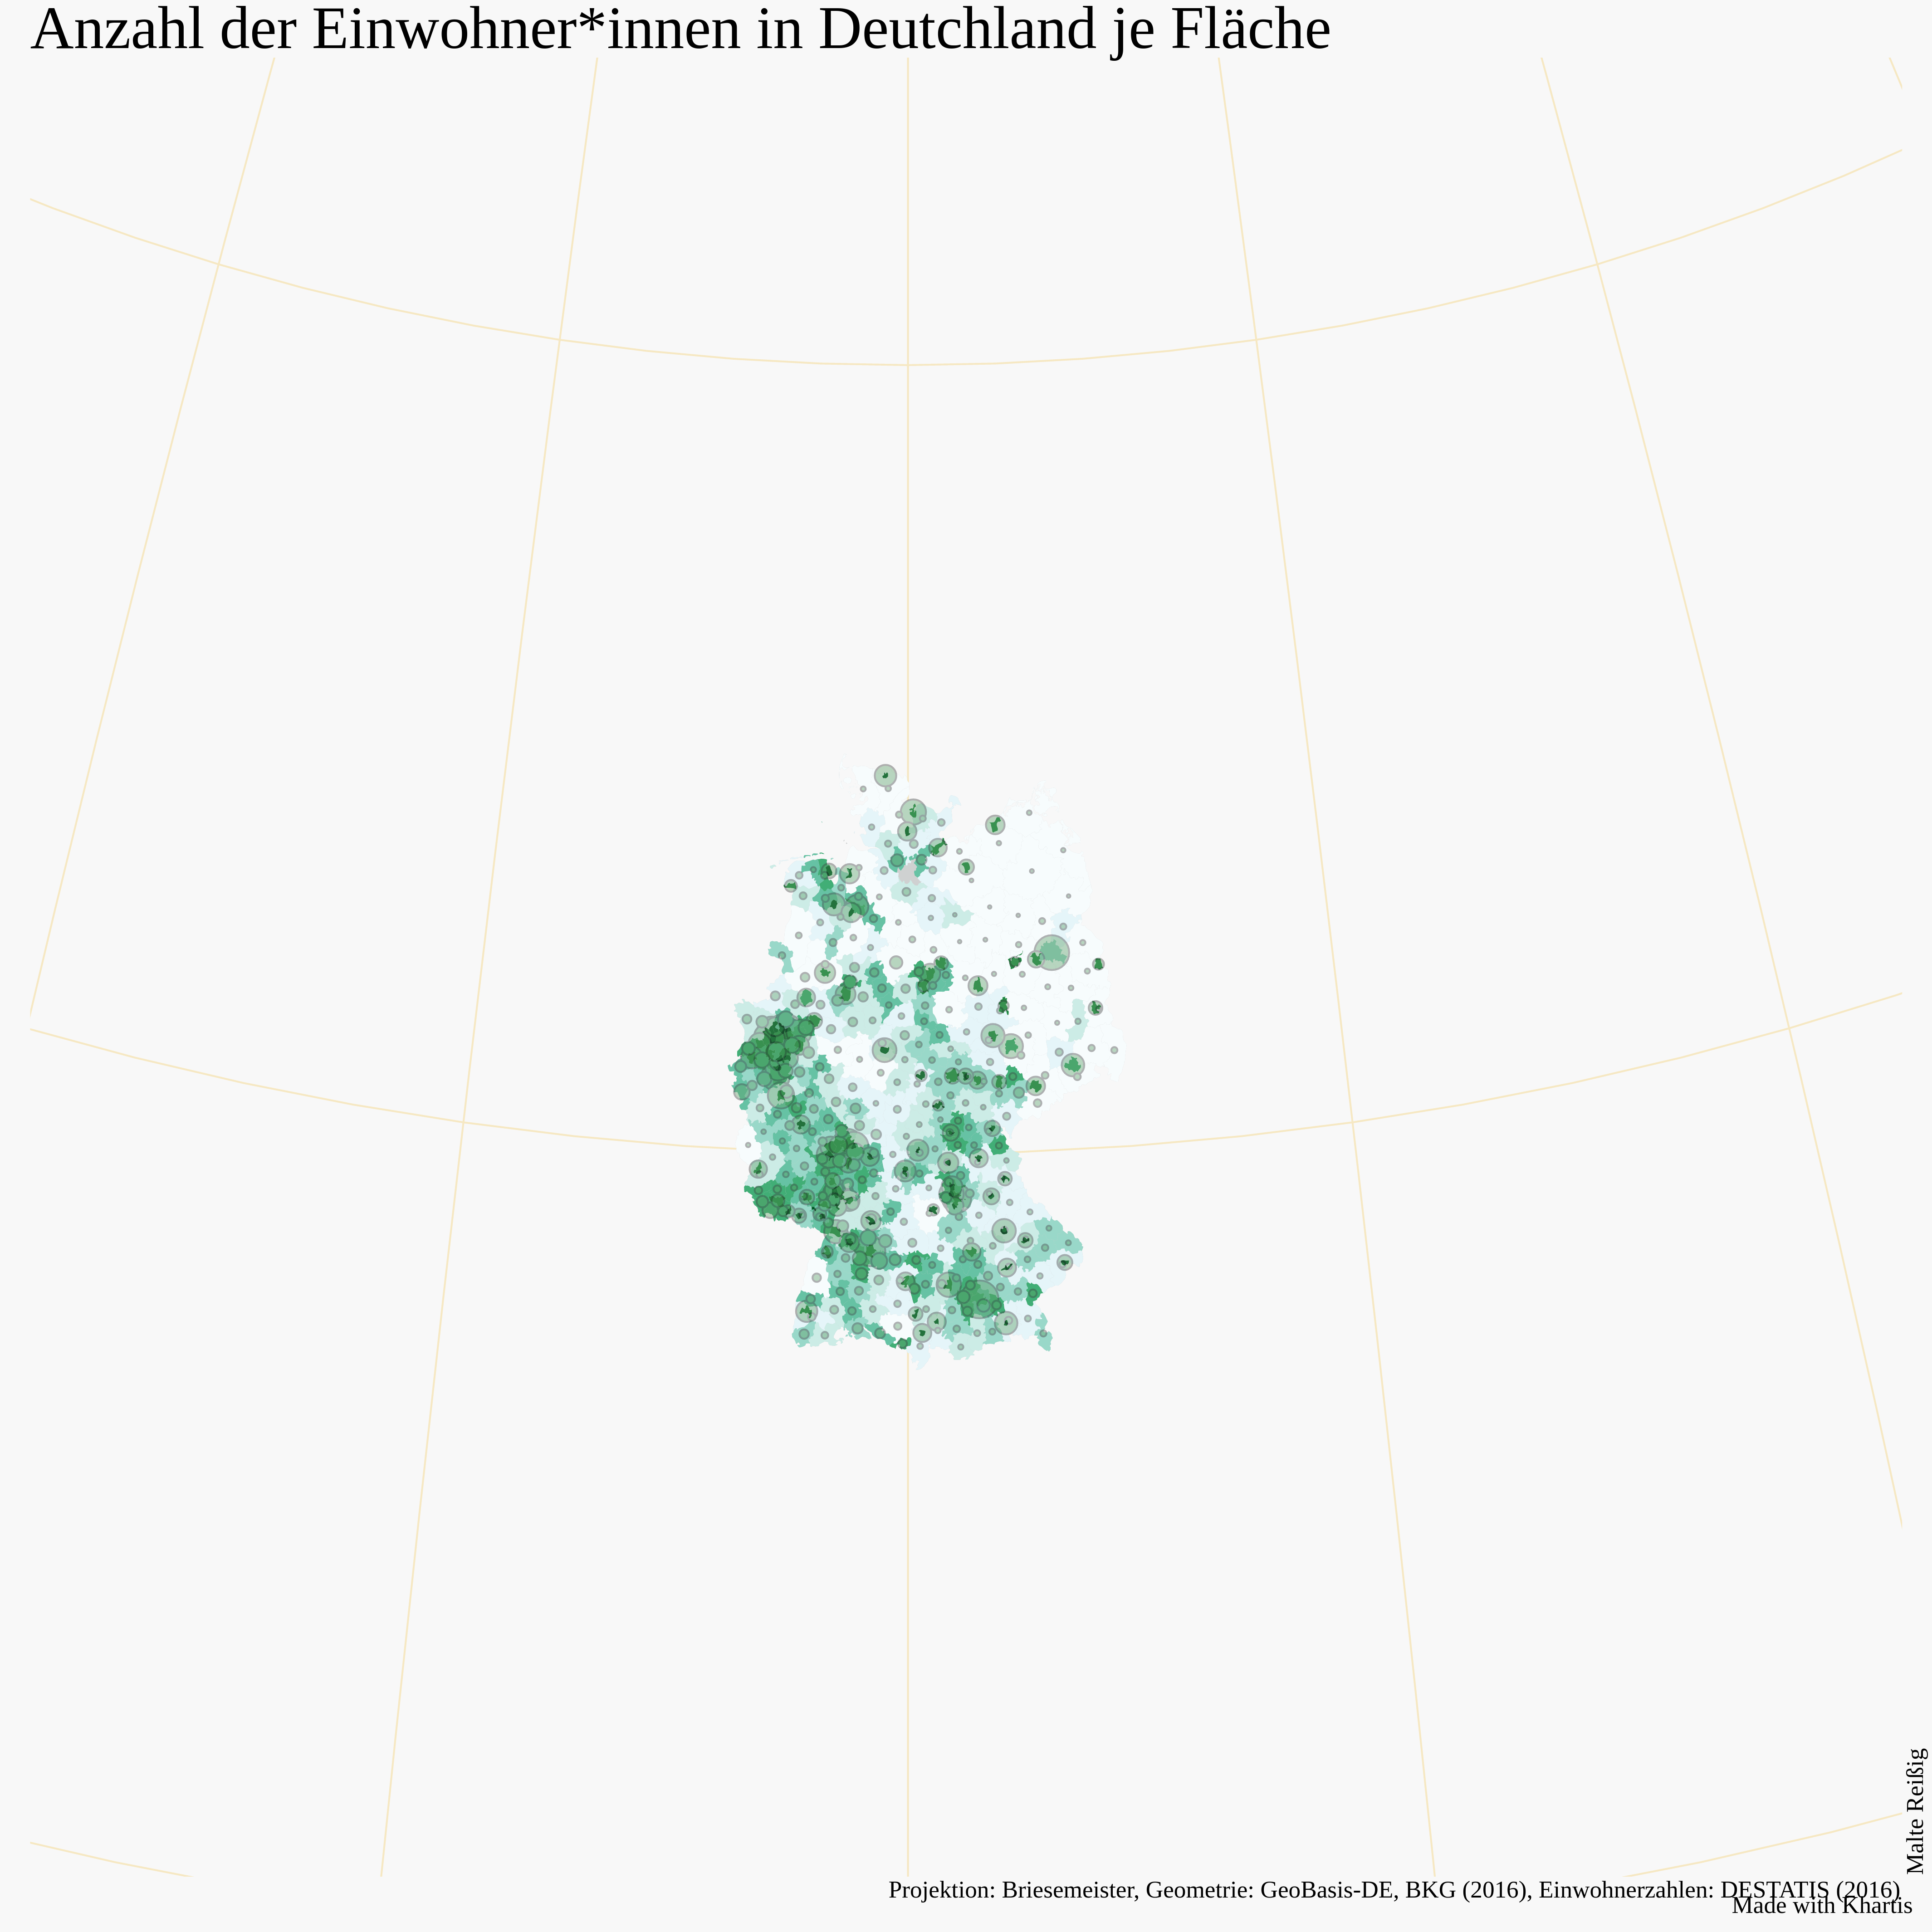 Anzahl der Einwohner*innen in Deutchland je Fläche
Malte Reißig
Projektion: Briesemeister, Geometrie: GeoBasis-DE, BKG (2016), Einwohnerzahlen: DESTATIS (2016)
Made with Khartis